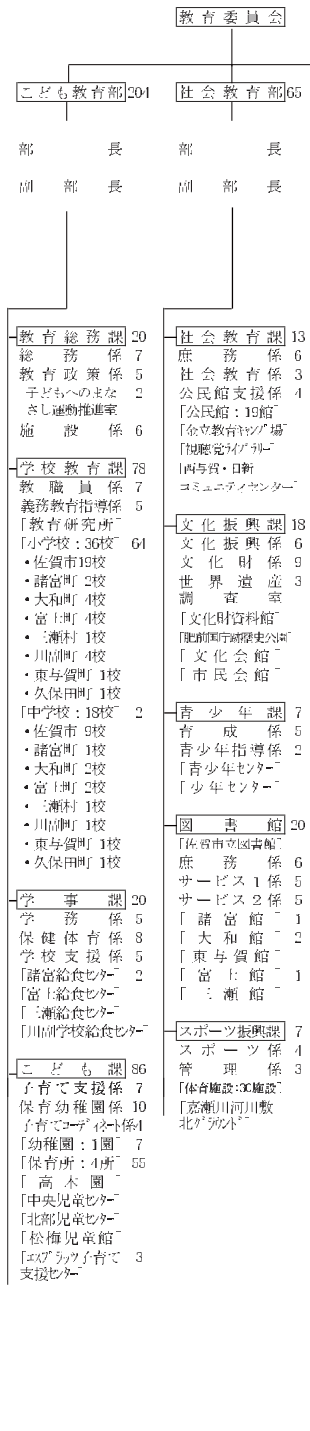 教育委員会
こども教育部 204
部長
副部長
教育総務課 20
総務係 7
教育政策係 5
子どもへのまな 2
ざし運動推進室
施設係 6
学校教育課 78
教職員係 7
義務教育指導係 5
「教育研究所」
「小学校：36校」 64
・佐賀市19校
・諸富町 2校
・大和町 4校
・富士町 4校
・三瀬村 1校
・川副町 4校
・東与賀町 1校
・久保田町 1校
「中学校：18校」 2
・佐賀市 9校
・諸富町 1校
・大和町 2校
・富士町 2校
・三瀬村 1校
・川副町 1校
・東与賀町 1校
・久保田町 1校
学事課 20
学務係 5
保健体育係 8
学校支援係 5
「諸富給食センター」 2
「富士給食センター」
「三瀬給食センター」
「川副学校給食センター」
こども課 86
子育て支援係 7
保育幼稚園係 10
子育てコーディネート係4
「幼稚園：1園」 7
「保育所：4所」 55
「高木園」
「中央児童センター」
「北部児童センター」
「松梅児童館」
「エスプラッツ子育て 3
支援センター」
社会教育部 65
部長
副部長
社会教育課 13
庶務係 6
社会教育係 3
公民館支援係 4
「公民館：19館」
「金立教育キャンプ場」
「視聴覚ライブラリー」
「西与賀・日新
コミュニティセンター」
文化振興課 18
文化振興係 6
文化財係 9
世界遺産 3
調査室
「文化財資料館」
「肥前国庁跡歴史公園」
「文化会館」
「市民会館」
青少年課 7
育成係 5
青少年指導係 2
「青少年センター」
「少年センター」
図書館 20
「佐賀市立図書館」
庶務係 6
サービス1係 5
サービス2係 5
「諸富館」 1
「大和館」 2
「東与賀館」
「富士館」 1
「三瀬館」
スポーツ振興課 7
スポーツ係 4
管理係 3
「体育施設：30施設」
「嘉瀬川河川敷
北グラウンド」